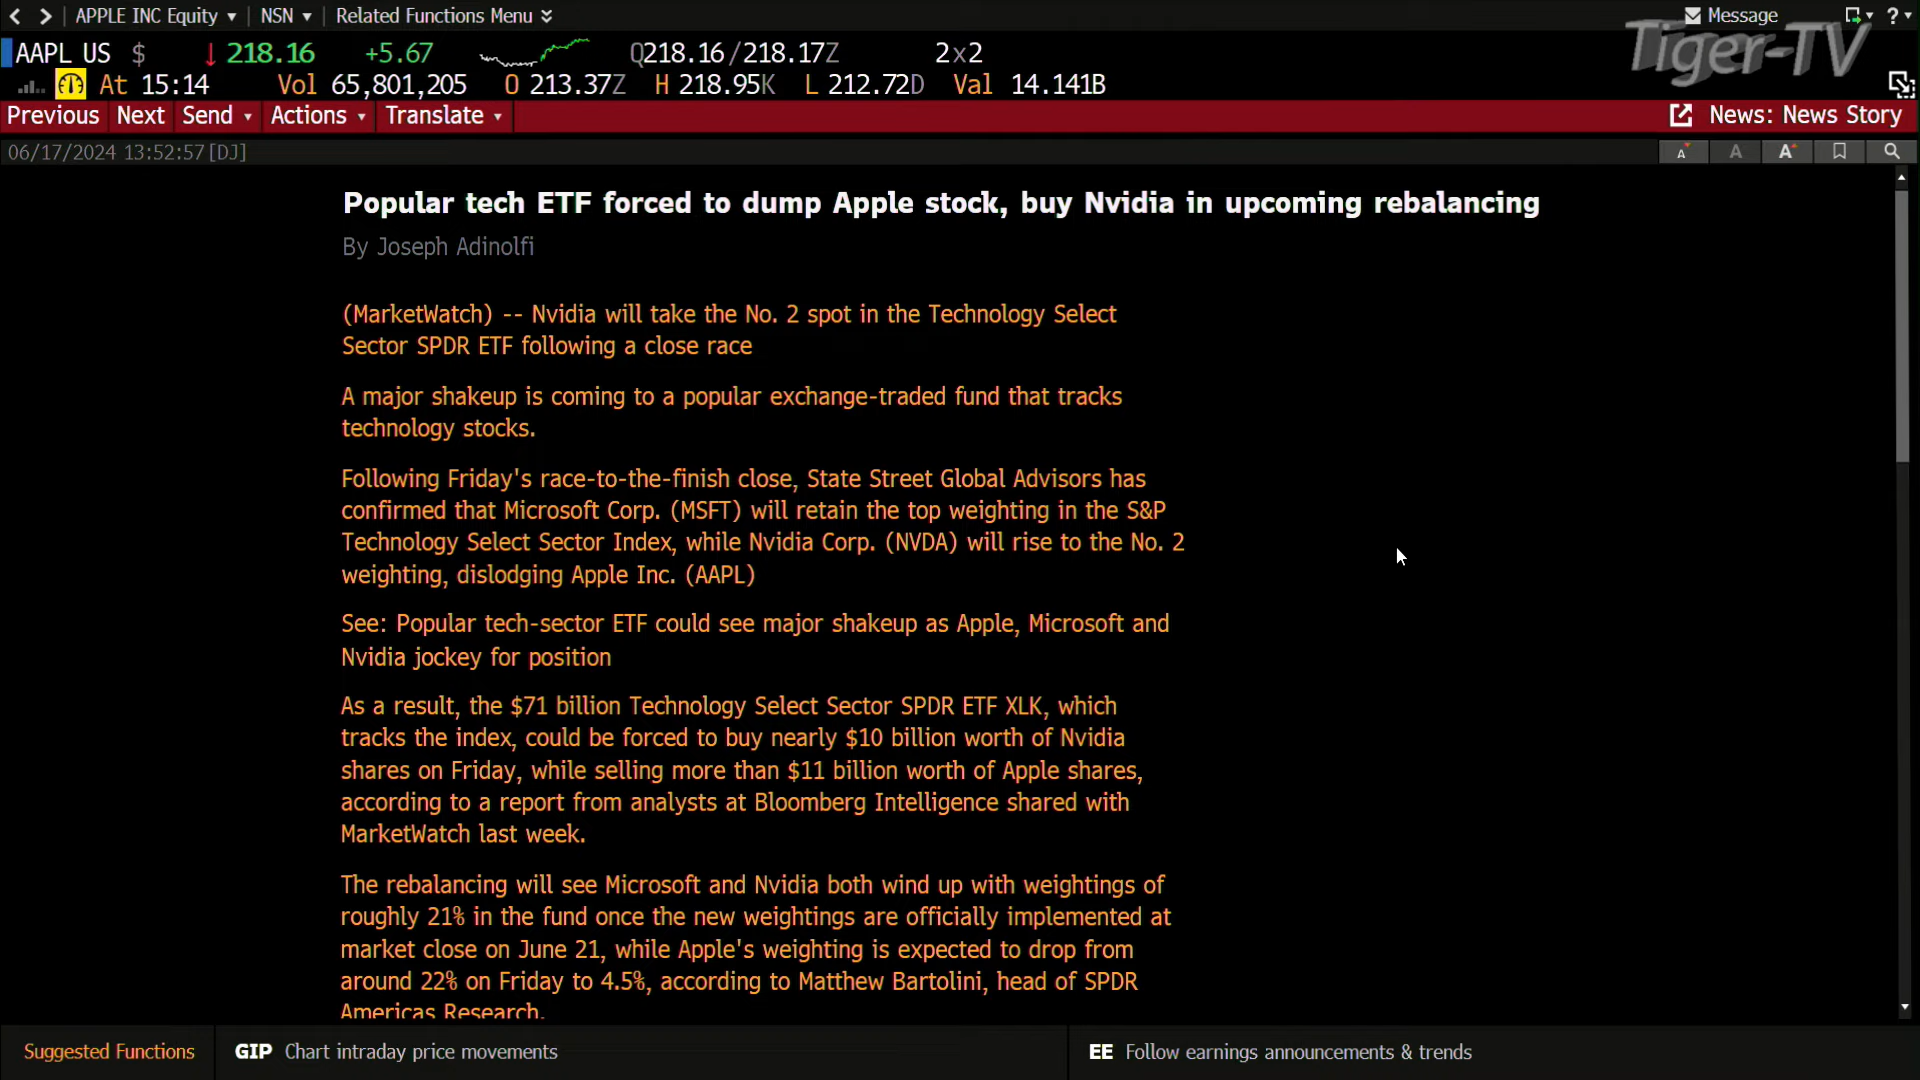 APPLE INC Equity NSN Related Functions Menu Message ?
Tiger-TV
AAPL US $ ↓ 218.16 +5.67 Q218.16/218.17Z 2x2
At 15:14 Vol 65,801,205 O 213.37Z H 218.95K L 212.72D Val 14.141B
Previous Next Send Actions Translate News: News Story
06/17/2024 13:52:57[DJ] A A A
Popular tech ETF forced to dump Apple stock, buy Nvidia in upcoming rebalancing
By Joseph Adinolfi
(MarketWatch) -- Nvidia will take the No. 2 spot in the Technology Select
Sector SPDR ETF following a close race
A major shakeup is coming to a popular exchange-traded fund that tracks
technology stocks.
Following Friday's race-to-the-finish close, State Street Global Advisors has
confirmed that Microsoft Corp. (MSFT) will retain the top weighting in the S&P
Technology Select Sector Index, while Nvidia Corp. (NVDA) will rise to the No. 2
weighting, dislodging Apple Inc. (AAPL)
See: Popular tech-sector ETF could see major shakeup as Apple, Microsoft and
Nvidia jockey for position
As a result, the $71 billion Technology Select Sector SPDR ETF XLK, which
tracks the index, could be forced to buy nearly $10 billion worth of Nvidia
shares on Friday, while selling more than $11 billion worth of Apple shares,
according to a report from analysts at Bloomberg Intelligence shared with
MarketWatch last week.
The rebalancing will see Microsoft and Nvidia both wind up with weightings of
roughly 21% in the fund once the new weightings are officially implemented at
market close on June 21, while Apple's weighting is expected to drop from
around 22% on Friday to 4.5%, according to Matthew Bartolini, head of SPDR
Americas Research.
Suggested Functions GIP Chart intraday price movements EE Follow earnings announcements & trends